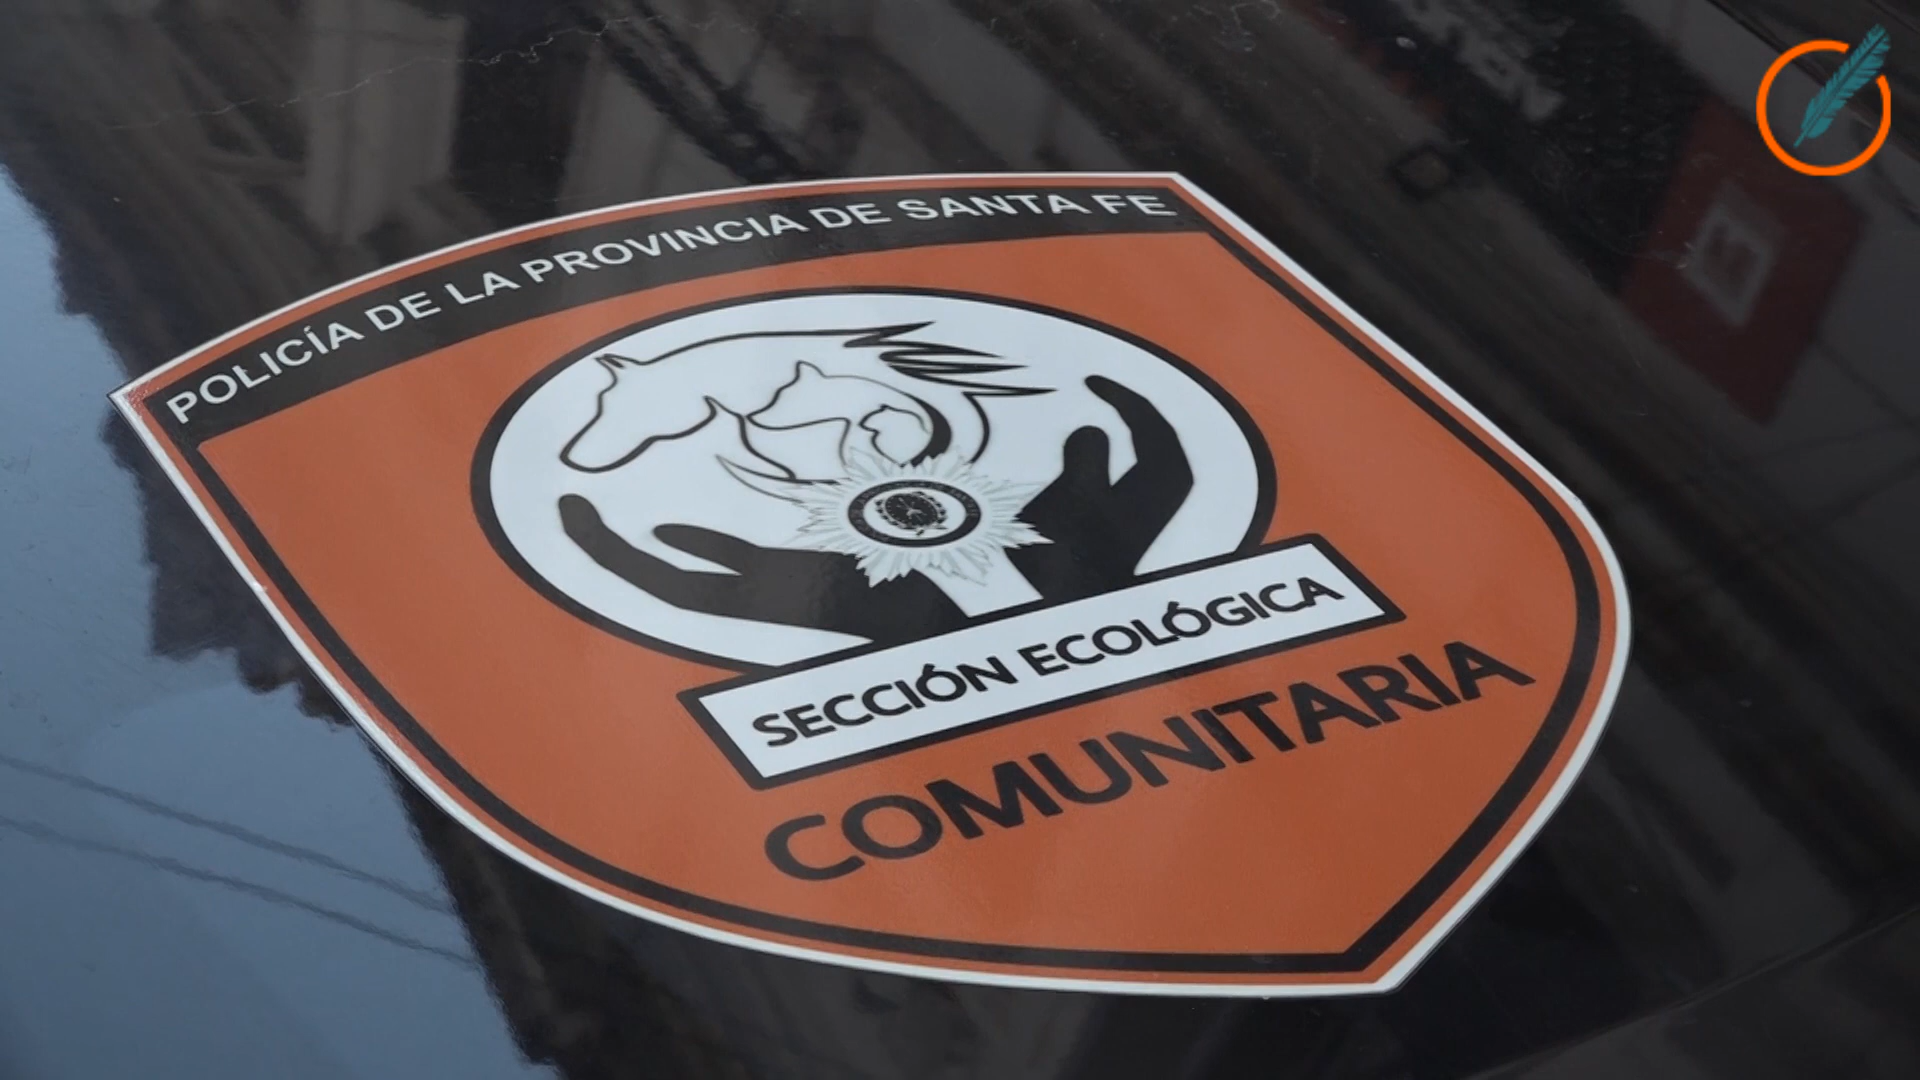 POLICÍA DE LA PROVINCIA DE SANTA FE
SECCIÓN ECOLÓGICA
COMUNITARIA